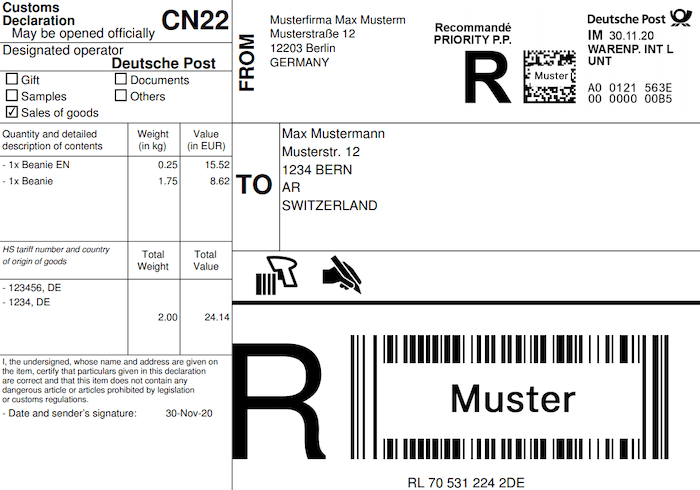 Customs
Declaration
May be opened officially
CN22
Designated operator
Deutsche Post
Gift
Documents
Samples
Others
Sales of goods
Quantity and detailed
description of contents
Weight
(in kg)
Value
(in EUR)
- 1x Beanie EN 0.25 15.52
- 1x Beanie 1.75 8.62
HS tariff number and country
of origin of goods
Total
Weight
Total
Value
- 123456, DE
- 1234, DE
2.00 24.14
I, the undersigned, whose name and address are given on
the item, certify that particulars given in this declaration
are correct and that this item does not contain any
dangerous article or articles prohibited by legislation
or customs regulations.
- Date and sender's signature: 30-Nov-20
FROM
Musterfirma Max Musterm
Musterstraße 12
12203 Berlin
GERMANY
Recommandé
PRIORITY P.P.
R
Muster
Deutsche Post
IM 30.11.20
WARENP. INT L
UNT
A0 0121 563E
00 0000 00B5
TO
Max Mustermann
Musterstr. 12
1234 BERN
AR
SWITZERLAND
R
Muster
RL 70 531 224 2DE